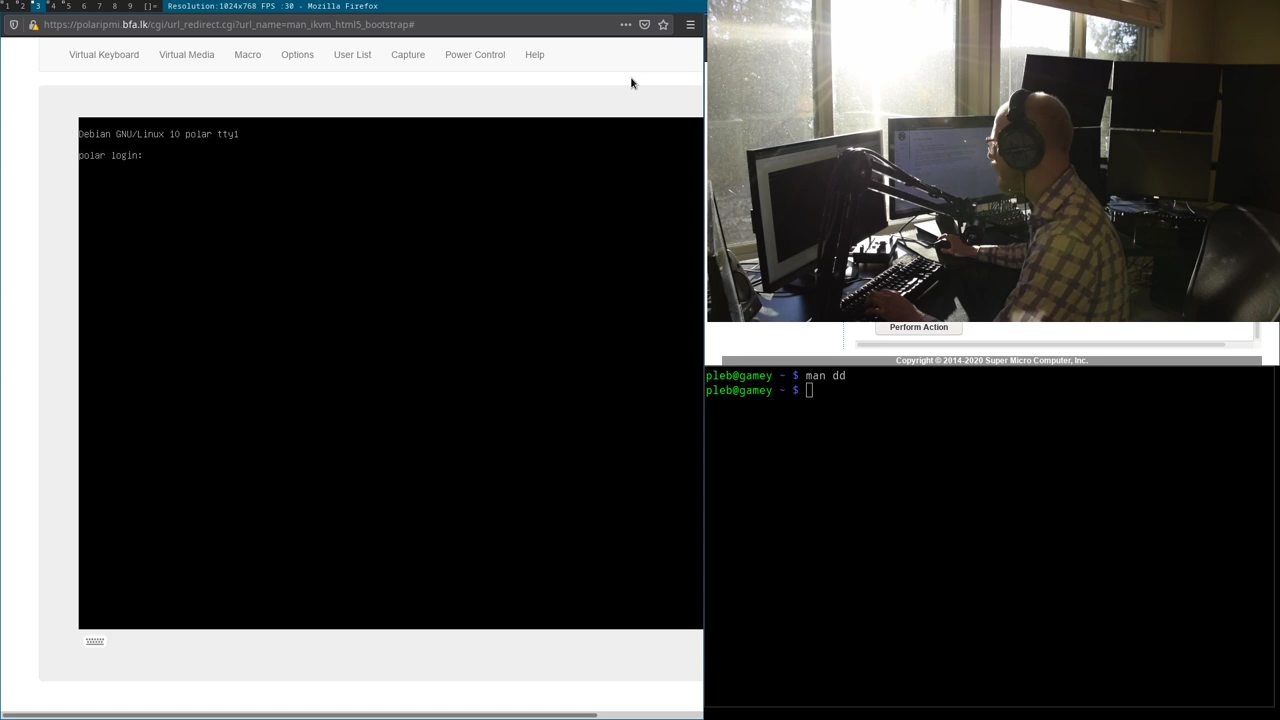 1 2 3 4 5 6 7 8 9 []= Resolution:1024x768 FPS :30 - Mozilla Firefox
https://polaripmi.bfa.lk/cgi/url_redirect.cgi?url_name=man_ikvm_html5_bootstrap#
Virtual Keyboard Virtual Media Macro Options User List Capture Power Control Help
Debian GNU/Linux 10 polar tty1
polar login:
Perform Action
Copyright © 2014-2020 Super Micro Computer, Inc.
pleb@gamey ~ $ man dd
pleb@gamey ~ $